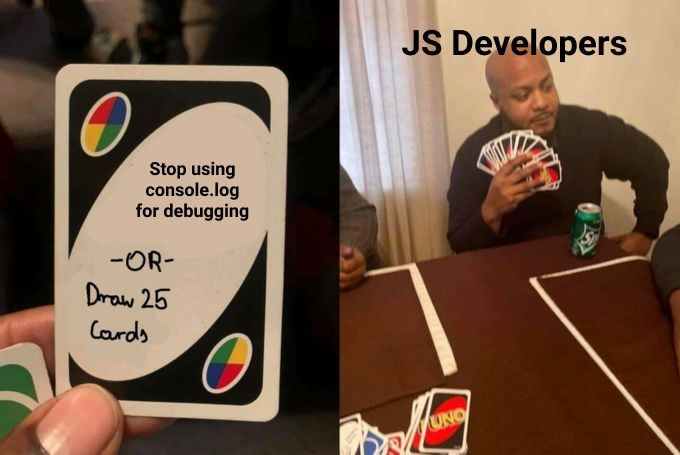 Stop using
console.log
for debugging
-OR-
Draw 25
Cards
JS Developers
UNO